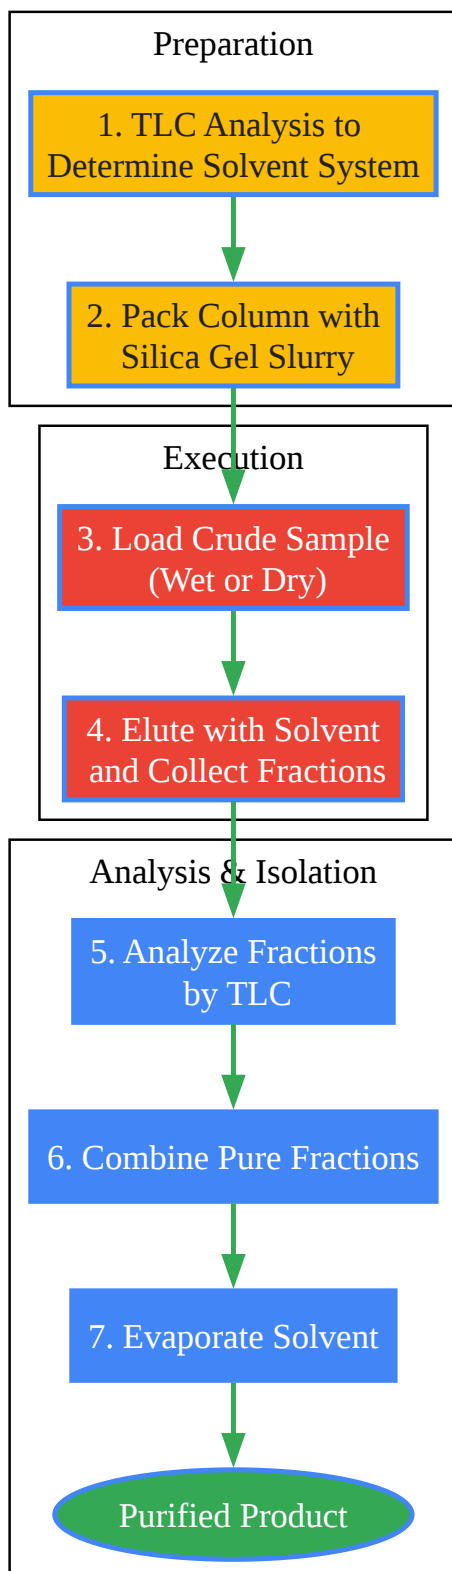 Preparation
1. TLC Analysis to
Determine Solvent System
2. Pack Column with
Silica Gel Slurry
Execution
3. Load Crude Sample
(Wet or Dry)
4. Elute with Solvent
and Collect Fractions
Analysis & Isolation
5. Analyze Fractions
by TLC
6. Combine Pure Fractions
7. Evaporate Solvent
Purified Product